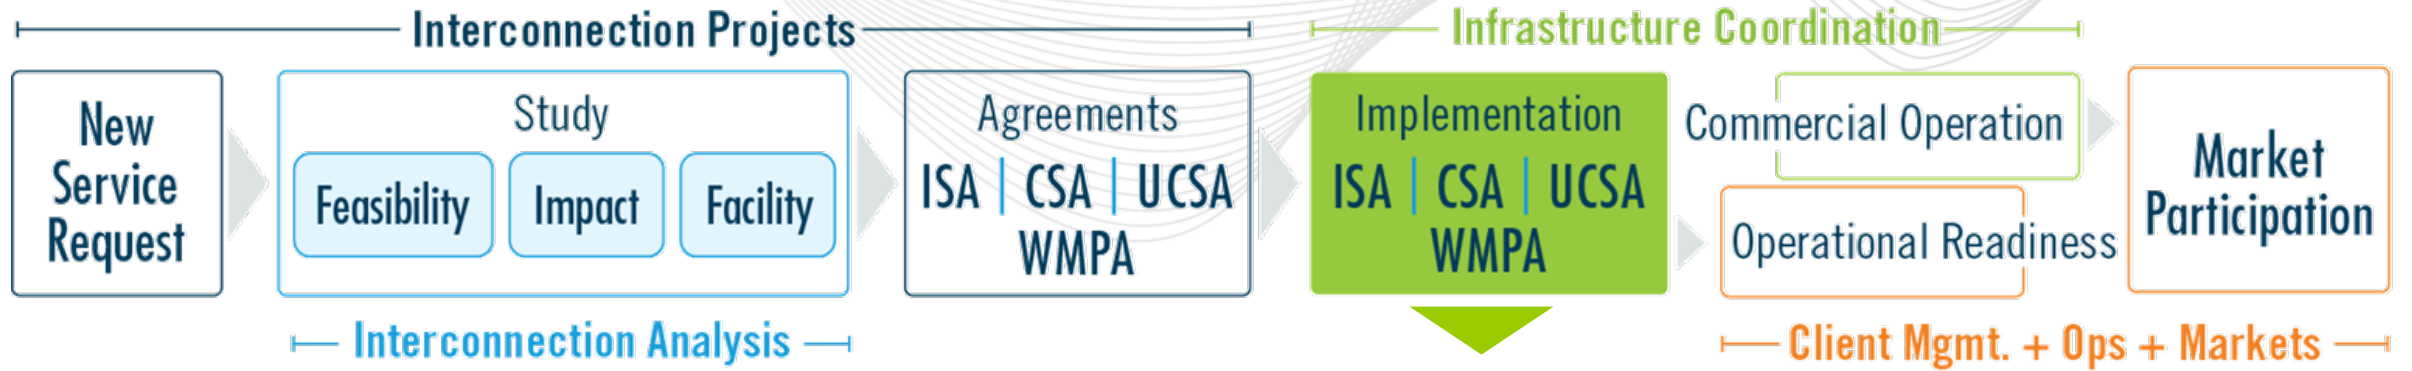 Interconnection Projects
Infrastructure Coordination
New
Service
Request
Study
Feasibility
Impact
Facility
Agreements
ISA | CSA | UCSA
WMPA
Implementation
ISA | CSA | UCSA
WMPA
Commercial Operation
Operational Readiness
Market
Participation
Interconnection Analysis
Client Mgmt. + Ops + Markets